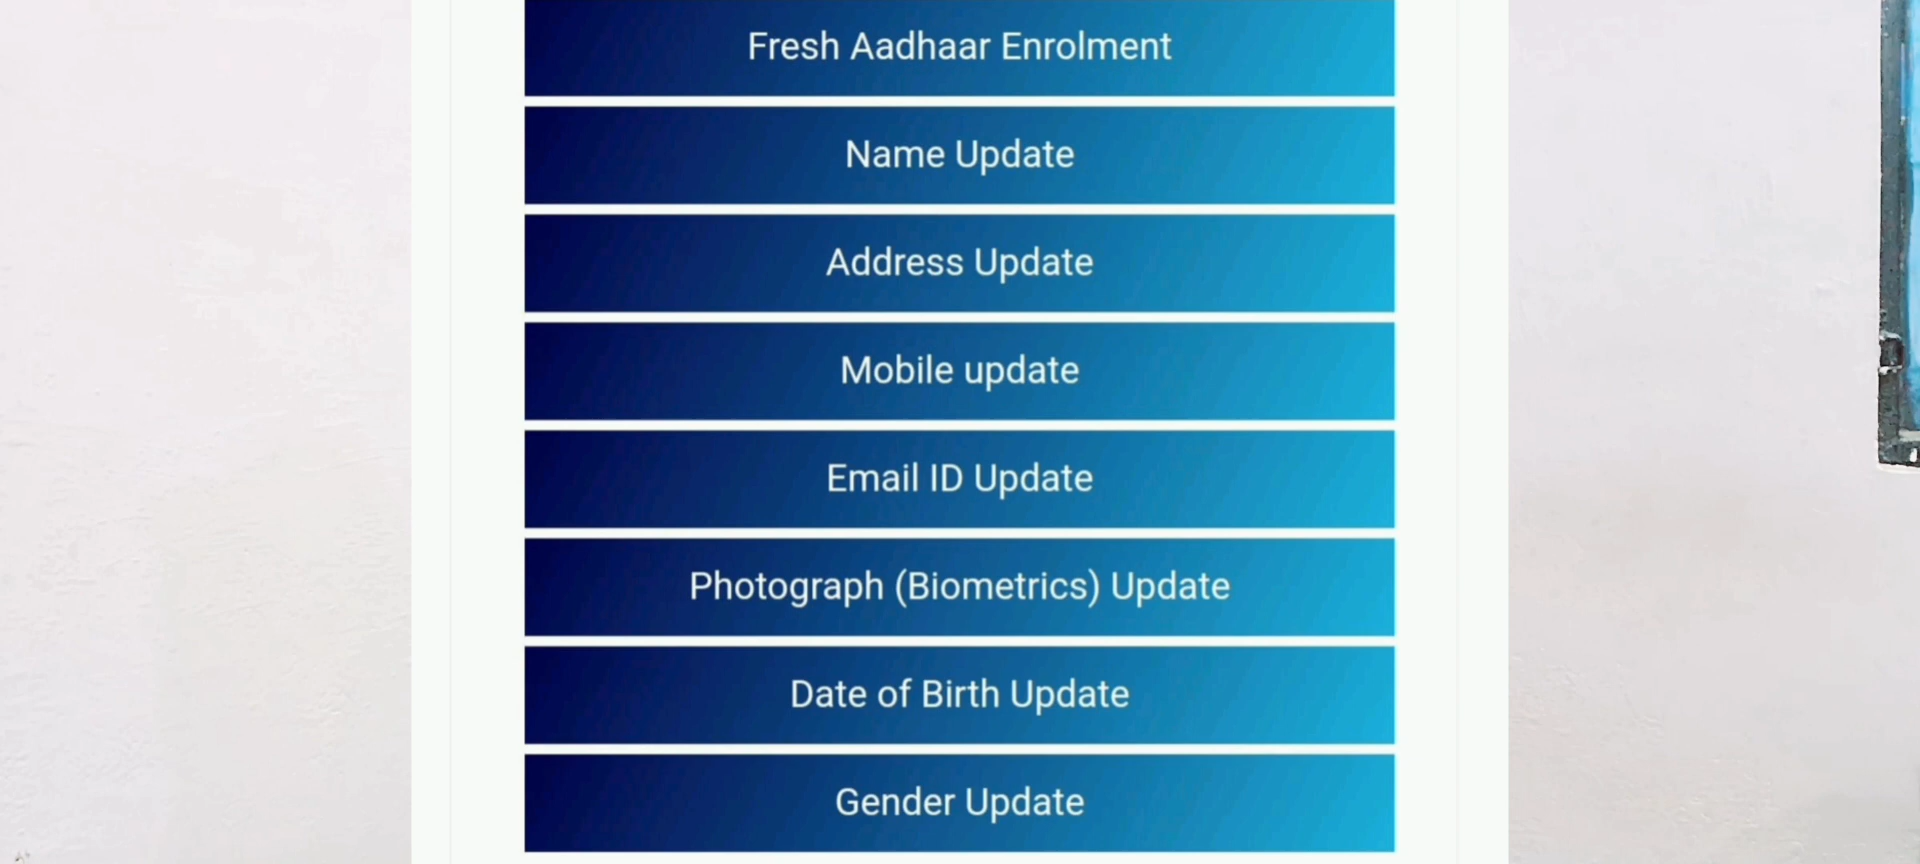 Fresh Aadhaar Enrolment
Name Update
Address Update
Mobile update
Email ID Update
Photograph (Biometrics) Update
Date of Birth Update
Gender Update